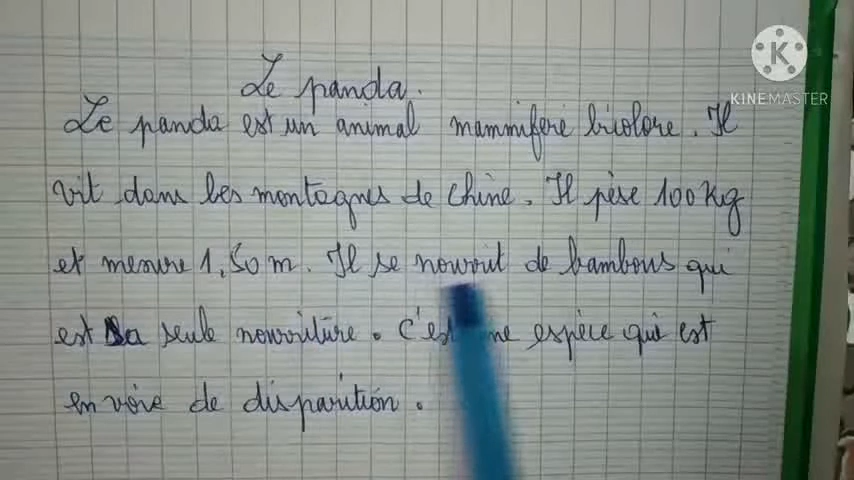 Le panda.
Le panda est un animal mammifère bicolore. Il
vit dans les montagnes de chine. Il pèse 100 Kg
et mesure 1,50 m. Il se nourrit de bambous qui
est sa seule nourriture. C'est espèce qui est
en voie de disparition.
KINEMASTER